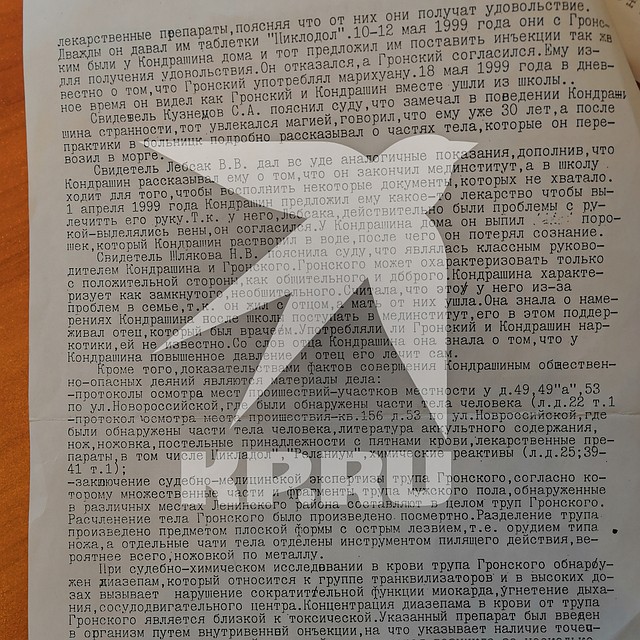 лекарственные препараты,поясняя что от них они получат удовольствие.
Дважды он давал им таблетки "Циклодол".10-12 мая 1999 года они с Гронс-
ким были у Кондрашина дома и тот предложил им поставить инъекции так же
для получения удовольствия.Он отказался,а Гронский согласился.Ему из-
вестно о том,что Гронский употреблял марихуану.18 мая 1999 года в днев-
ное время он видел как Гронский и Кондрашин вместе ушли из школы..
Свидетель Кузнецов С.А. пояснил суду,что замечал в поведении Кондраши
шина странности,тот увлекался магией,говорил,что ему уже 30 лет,а после
практики в больнице подробно рассказывал о частях тела,которые он пере-
возил в морге.
Свидетель Лебсак В.В. дал вс уде аналогичные показания,дополнив,что
Кондрашин рассказывал ему о том,что он закончил мединститут,а в школу
ходит для того,чтобы восполнить некоторые документы,которых не хватало.
1 апреля 1999 года Кондрашин предложил ему какое-то лекарство чтобы вы-
лечить его руку.Т.к. у него, действительно были проблемы с ру-
кой-выделялись вены,он согласился.У Кондрашина дома он выпил поро-
шек,который Кондрашин растворил в воде,после чего он потерял сознание.
Свидетель Шлякова Н.В. пояснила суду,что являлась классным руково-
дителем Кондрашина и Гронского.Гронского может охарактеризовать только
с положительной стороны как общительного и дброго.Кондрашина характе-
ризует как замкнутого,необычного.Считала,что это у него из-за
проблем в семье,т.к. он жил с отцом,а мать от них ушла.Она знала о наме-
рениях Кондрашина после школы поступать в мединститут,его в этом поддер-
живал отец,который был врачем.Употребляли ли Гронский и Кондрашин нар-
котики,ей не известно.Со слов Кондрашина она знала о том,что у
Кондрашина повышенное давление и отец его лечит сам.
Кроме того,доказательствами фактов совершения Кондрашиным обществен-
но-опасных деяний являются материалы дела:
-протоколы осмотра мест происшествий-участков местности у д.49,49"а",53
по ул.Новороссийской,где были обнаружены части тела человека (л.д.22 т.1
-протокол осмотра места происшествия-кв.156 д.53 по ул.Новроссийской,где
были обнаружены части тела человека,литература оккультного содержания,
нож,ножовка,постельные принадлежности с пятнами крови,лекарственные пре-
параты,в том числе Циклодол, Реланиум, химические реактивы (л.д.25;39-
41 т.1);
-заключение судебно-медицинской экспертизы трупа Гронского,согласно ко-
торому множественные части и фрагменты трупа мужского пола,обнаруженные
в различных местах Ленинского района составляют в целом труп Гронского.
Расчленение тела Гронского было произведено посмертно.Разделение трупа
произведено предметом плоской формы с острым лезвием,т.е. орудием типа
ножа,а отдельные части тела отделены инструментом пилящего действия,ве-
роятнее всего,ножовкой по металлу.
При судебно-химическом исследовании в крови трупа Гронского обнару-
жен диазепам,который относится к группе транквилизаторов и в высоких до-
зах вызывает нарушение сократительной функции миокарда,угнетение дыха-
ния,сосудодвигательного центра.Концентрация диазепама в крови от трупа
Гронского является близкой к токсической.Указанный препарат был введен
в организм путем внутривенной онъекции,на что указывает наличие точеч-
KP.RU